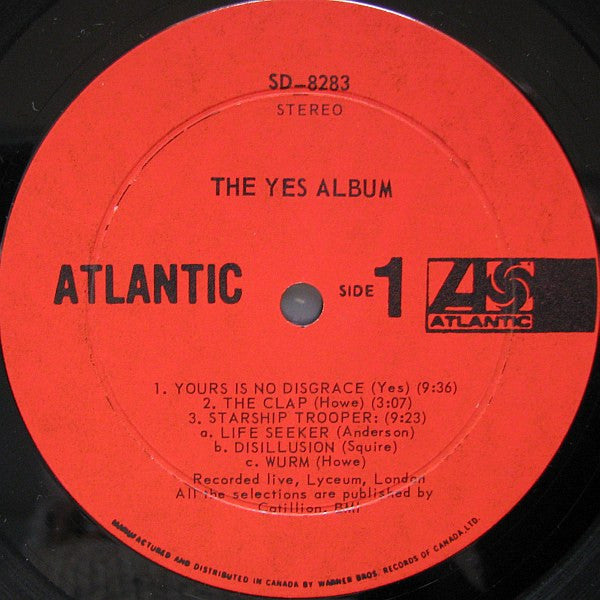 SD-8283
STEREO
THE YES ALBUM
ATLANTIC
SIDE 1
ATLANTIC
1. YOURS IS NO DISGRACE (Yes) (9:36)
2. THE CLAP (Howe) (3:07)
3. STARSHIP TROOPER: (9:23)
a. LIFE SEEKER (Anderson)
b. DISILLUSION (Squire)
c. WURM (Howe)
Recorded live, Lyceum, London
All the selections are published by
Cotillion, BMI
MANUFACTURED AND DISTRIBUTED IN CANADA BY WARNER BROS. RECORDS OF CANADA, LTD.